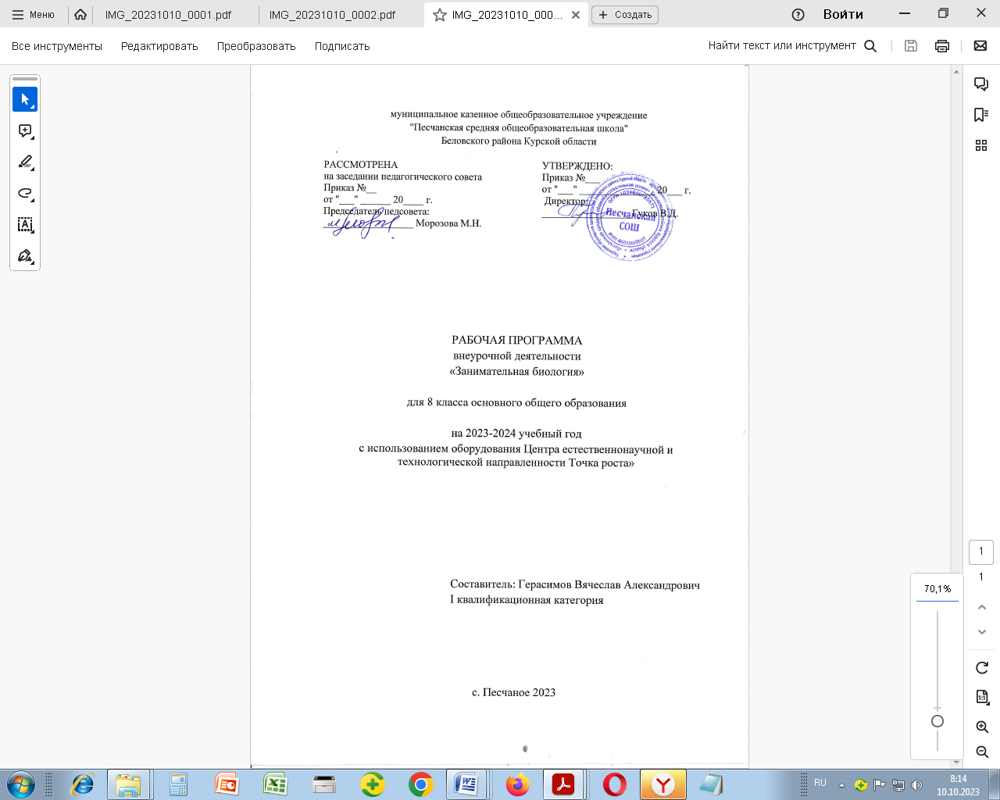 Меню
IMG_20231010_0001.pdf
IMG_20231010_0002.pdf
IMG_20231010_000...
Создать
Войти
Все инструменты
Редактировать
Преобразовать
Подписать
Найти текст или инструмент
муниципальное казенное общеобразовательное учреждение
"Песчанская средняя общеобразовательная школа"
Беловского района Курской области
РАССМОТРЕНА
на заседании педагогического совета
Приказ №__
от "___" ______ 20____ г.
Председатель педсовета:
__________________ Морозова М.Н.
УТВЕРЖДЕНО:
Приказ №___
от "___" ______ 20___ г.
Директор:
__________________ Гуков В.Д.
Песчанская
СОШ
РАБОЧАЯ ПРОГРАММА
внеурочной деятельности
«Занимательная биология»
для 8 класса основного общего образования
на 2023-2024 учебный год
с использованием оборудования Центра естественнонаучной и
технологической направленности Точка роста»
Составитель: Герасимов Вячеслав Александрович
I квалификационная категория
с. Песчаное 2023
1
1
70,1%
1:1
RU
8:14
10.10.2023